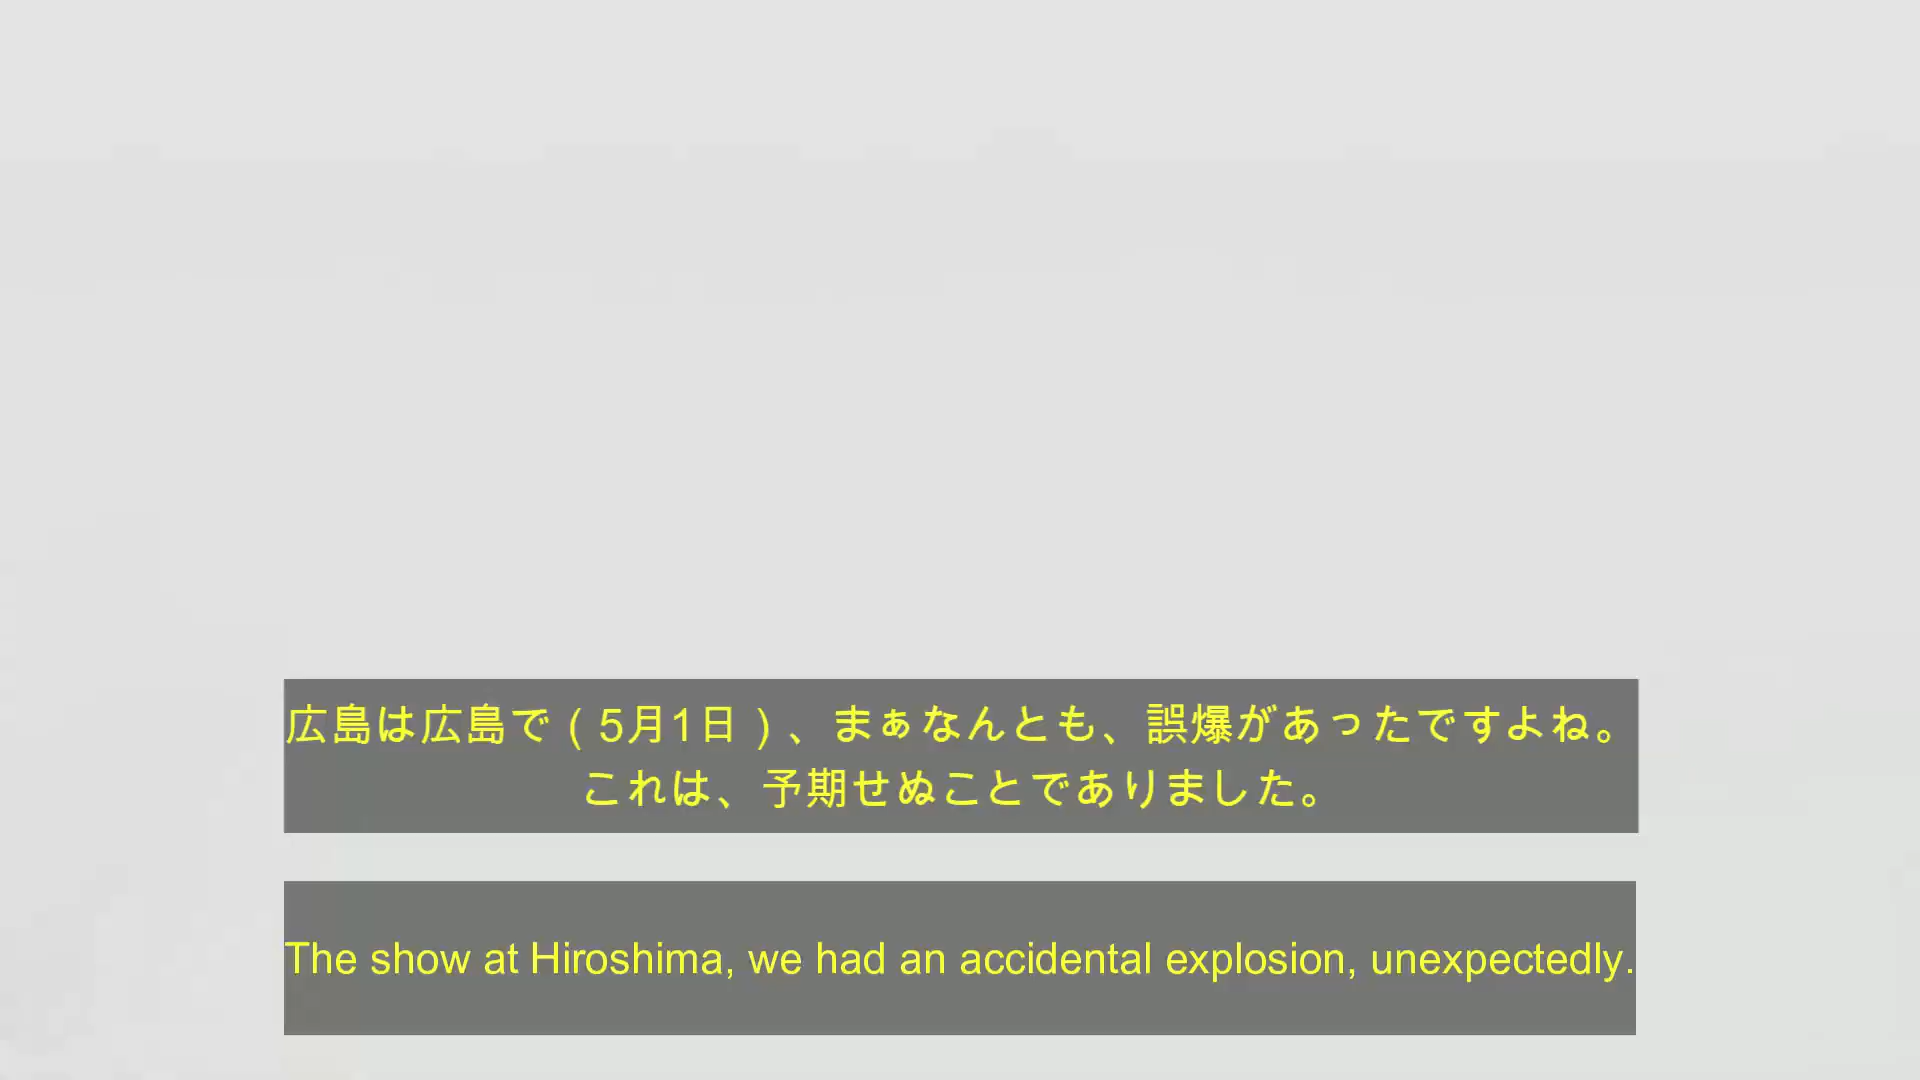 広島は広島で（5月1日）、まぁなんとも、誤爆があったですよね。
これは、予期せぬことでありました。
The show at Hiroshima, we had an accidental explosion, unexpectedly.